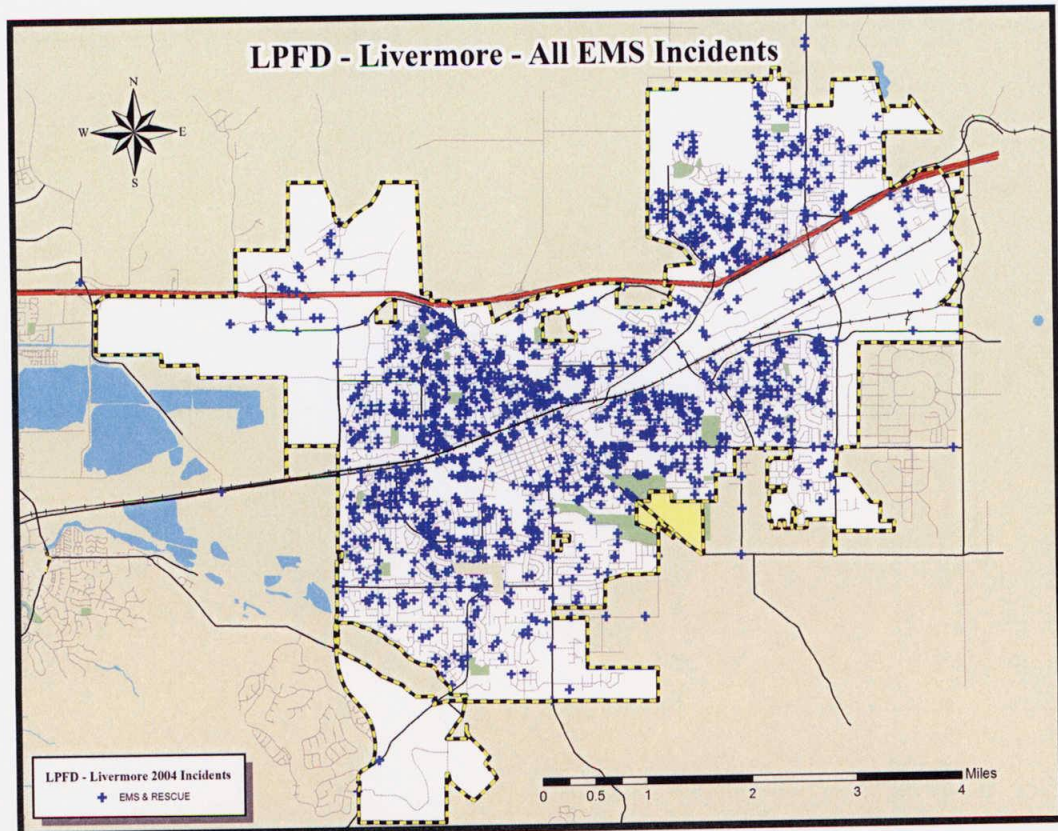 LPFD - Livermore - All EMS Incidents
N
W E
S
LPFD - Livermore 2004 Incidents
EMS & RESCUE
Miles
0 0.5 1 2 3 4